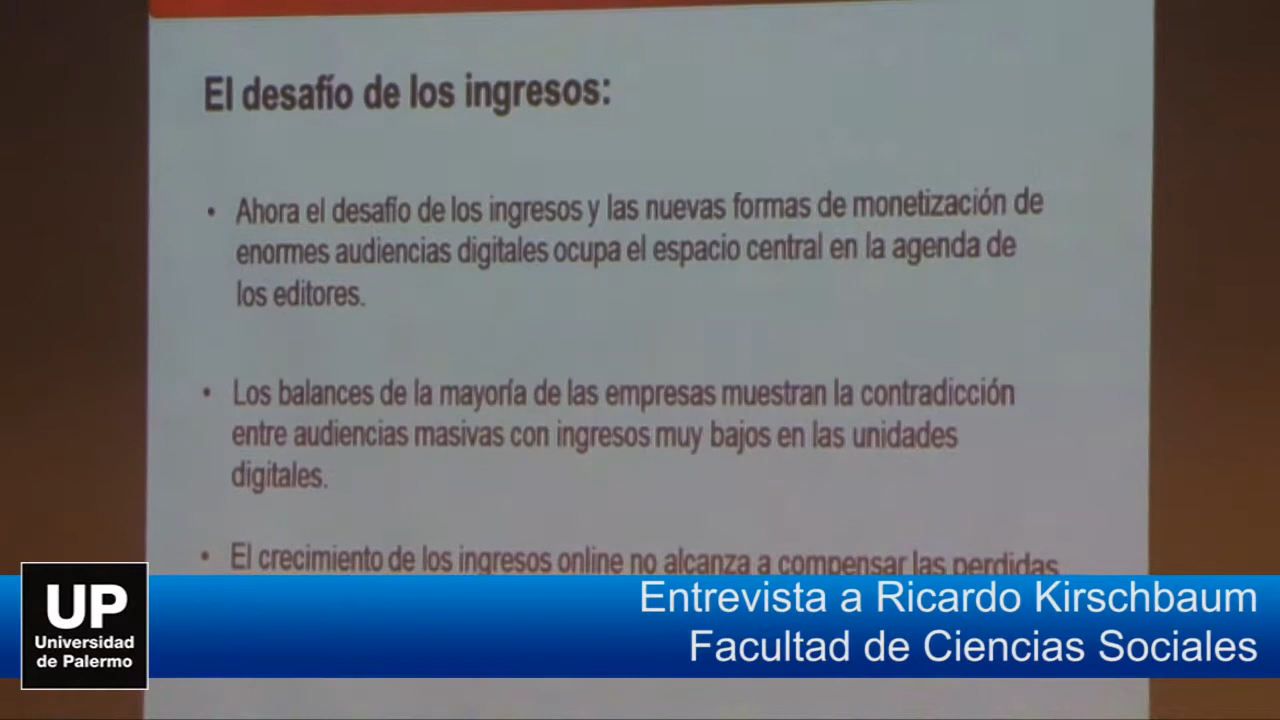 El desafío de los ingresos:
• Ahora el desafío de los ingresos y las nuevas formas de monetización de
enormes audiencias digitales ocupa el espacio central en la agenda de
los editores.
• Los balances de la mayoría de las empresas muestran la contradicción
entre audiencias masivas con ingresos muy bajos en las unidades
digitales.
• El crecimiento de los ingresos online no alcanza a compensar las perdidas
Entrevista a Ricardo Kirschbaum
Facultad de Ciencias Sociales
UP
Universidad
de Palermo